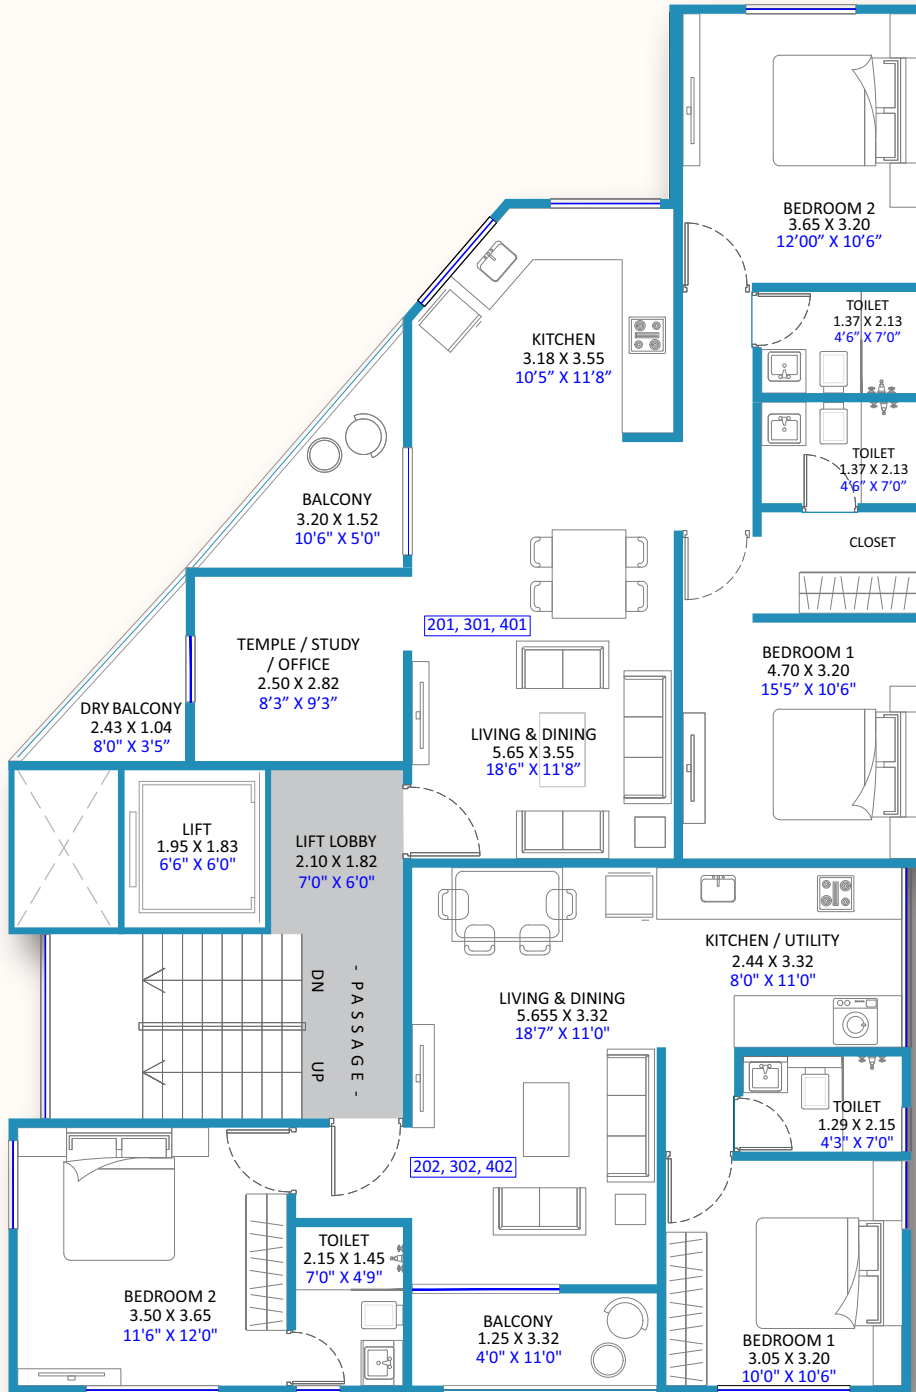 BEDROOM 2
3.65 X 3.20
12’00” X 10’6”
TOILET
1.37 X 2.13
4’6” X 7’0”
KITCHEN
3.18 X 3.55
10’5” X 11’8”
TOILET
1.37 X 2.13
4’6” X 7’0”
BALCONY
3.20 X 1.52
10'6" X 5'0"
CLOSET
201, 301, 401
TEMPLE / STUDY
/ OFFICE
2.50 X 2.82
8’3” X 9’3”
BEDROOM 1
4.70 X 3.20
15’5” X 10’6"
DRY BALCONY
2.43 X 1.04
8’0" X 3’5”
LIVING & DINING
5.65 X 3.55
18’6" X 11’8”
LIFT
1.95 X 1.83
6'6" X 6'0"
LIFT LOBBY
2.10 X 1.82
7'0" X 6'0"
KITCHEN / UTILITY
2.44 X 3.32
8'0" X 11'0"
LIVING & DINING
5.655 X 3.32
18'7" X 11'0"
DN
UP
- PASSAGE -
TOILET
1.29 X 2.15
4'3" X 7'0"
202, 302, 402
TOILET
2.15 X 1.45
7'0" X 4'9"
BEDROOM 2
3.50 X 3.65
11'6" X 12'0"
BALCONY
1.25 X 3.32
4'0" X 11'0"
BEDROOM 1
3.05 X 3.20
10'0" X 10'6"